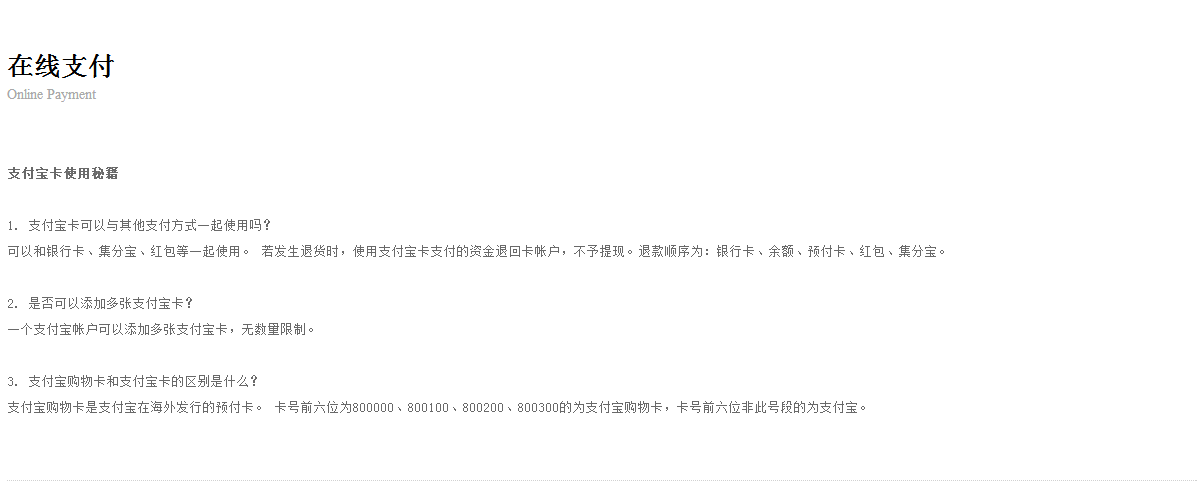 在线支付
Online Payment
支付宝卡使用秘籍
1. 支付宝卡可以与其他支付方式一起使用吗？
可以和银行卡、集分宝、红包等一起使用。 若发生退货时，使用支付宝卡支付的资金退回卡帐户，不予提现。退款顺序为：银行卡、余额、预付卡、红包、集分宝。
2. 是否可以添加多张支付宝卡？
一个支付宝帐户可以添加多张支付宝卡，无数量限制。
3. 支付宝购物卡和支付宝卡的区别是什么？
支付宝购物卡是支付宝在海外发行的预付卡。 卡号前六位为800000、800100、800200、800300的为支付宝购物卡，卡号前六位非此号段的为支付宝。